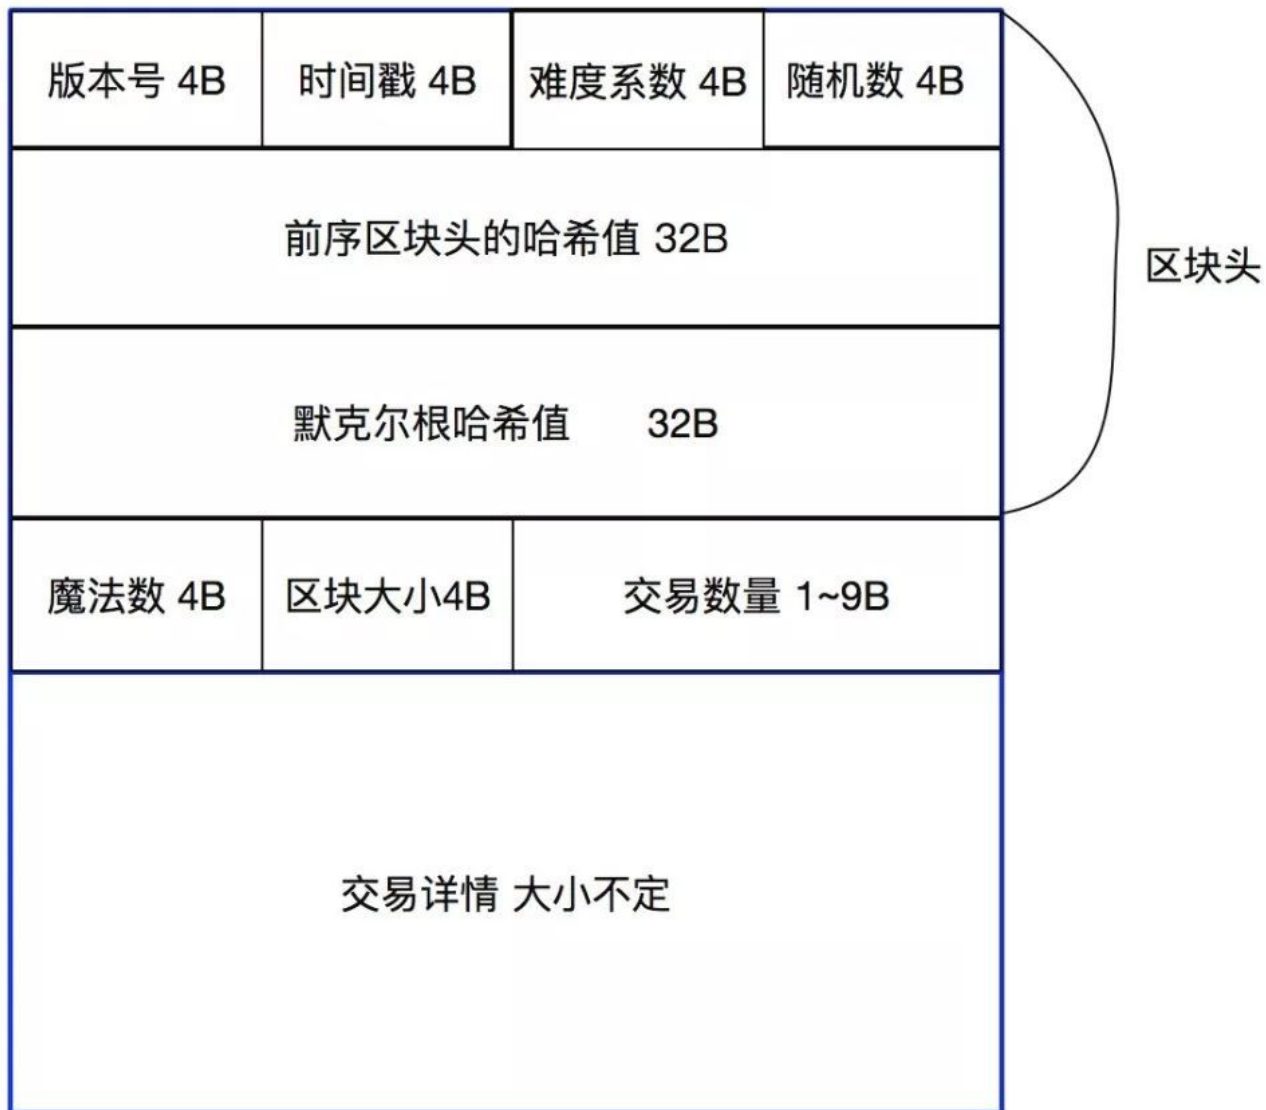 版本号 4B
时间戳 4B
难度系数 4B
随机数 4B
前序区块头的哈希值 32B
区块头
默克尔根哈希值 32B
魔法数 4B
区块大小4B
交易数量 1~9B
交易详情 大小不定